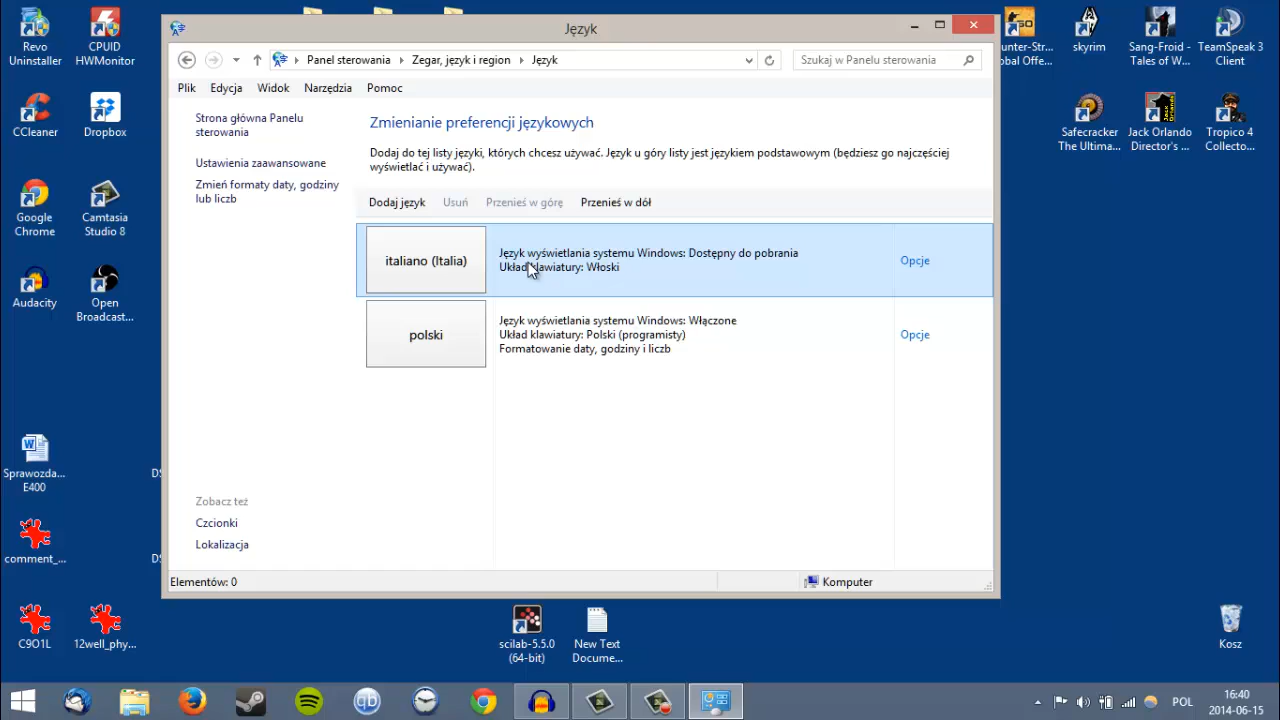 Język
Panel sterowania
Zegar, język i region
Język
Szukaj w Panelu sterowania
Plik
Edycja
Widok
Narzędzia
Pomoc
Strona główna Panelu
sterowania
Ustawienia zaawansowane
Zmień formaty daty, godziny
lub liczb
Zmienianie preferencji językowych
Dodaj do tej listy języki, których chcesz używać. Język u góry listy jest językiem podstawowym (będziesz go najczęściej
wyświetlać i używać).
Dodaj język
Usuń
Przenieś w górę
Przenieś w dół
italiano (Italia)
Język wyświetlania systemu Windows: Dostępny do pobrania
Układ klawiatury: Włoski
Opcje
polski
Język wyświetlania systemu Windows: Włączone
Układ klawiatury: Polski (programisty)
Formatowanie daty, godziny i liczb
Opcje
Zobacz też
Czcionki
Lokalizacja
Elementów: 0
Komputer
Revo
Uninstaller
CPUID
HWMonitor
CCleaner
Dropbox
Google
Chrome
Camtasia
Studio 8
Audacity
Open
Broadcast...
Sprawozda...
E400
comment_...
C9O1L
12well_phy...
scilab-5.5.0
(64-bit)
New Text
Docume...
unter-Str...
obal Offe...
skyrim
Sang-Froid -
Tales of W...
TeamSpeak 3
Client
Safecracker
The Ultima...
Jack Orlando
Director's ...
Tropico 4
Collecto...
Kosz
POL
16:40
2014-06-15